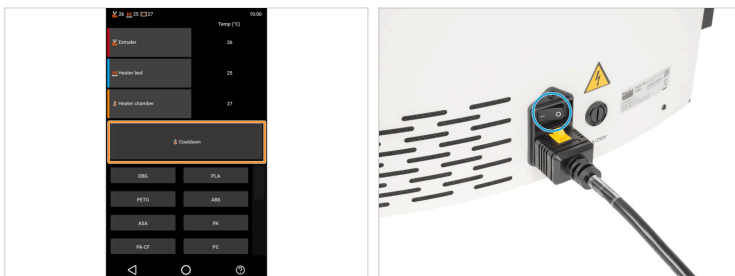 26 25 27 10:00
Temp (°C)
Extruder 26
Heater bed 25
Heater chamber 27
Cooldown
DBG PLA
PETG ABS
ASA PA
PA-CF PC
— O
/250V